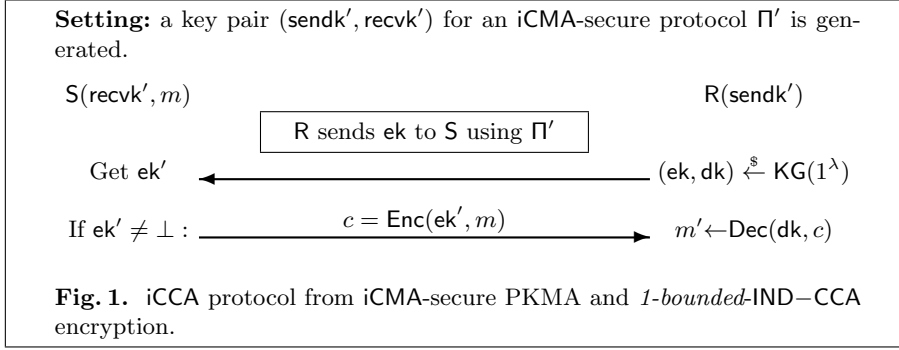 Setting: a key pair (sendk′, recvk′) for an iCMA-secure protocol Π′ is gen-
erated.
S(recvk′, m) R(sendk′)
R sends ek to S using Π′
Get ek′ (ek, dk) $← KG(1^λ)
If ek′ ≠ ⊥ : c = Enc(ek′, m) m′←Dec(dk, c)
Fig. 1. iCCA protocol from iCMA-secure PKMA and 1-bounded-IND−CCA
encryption.